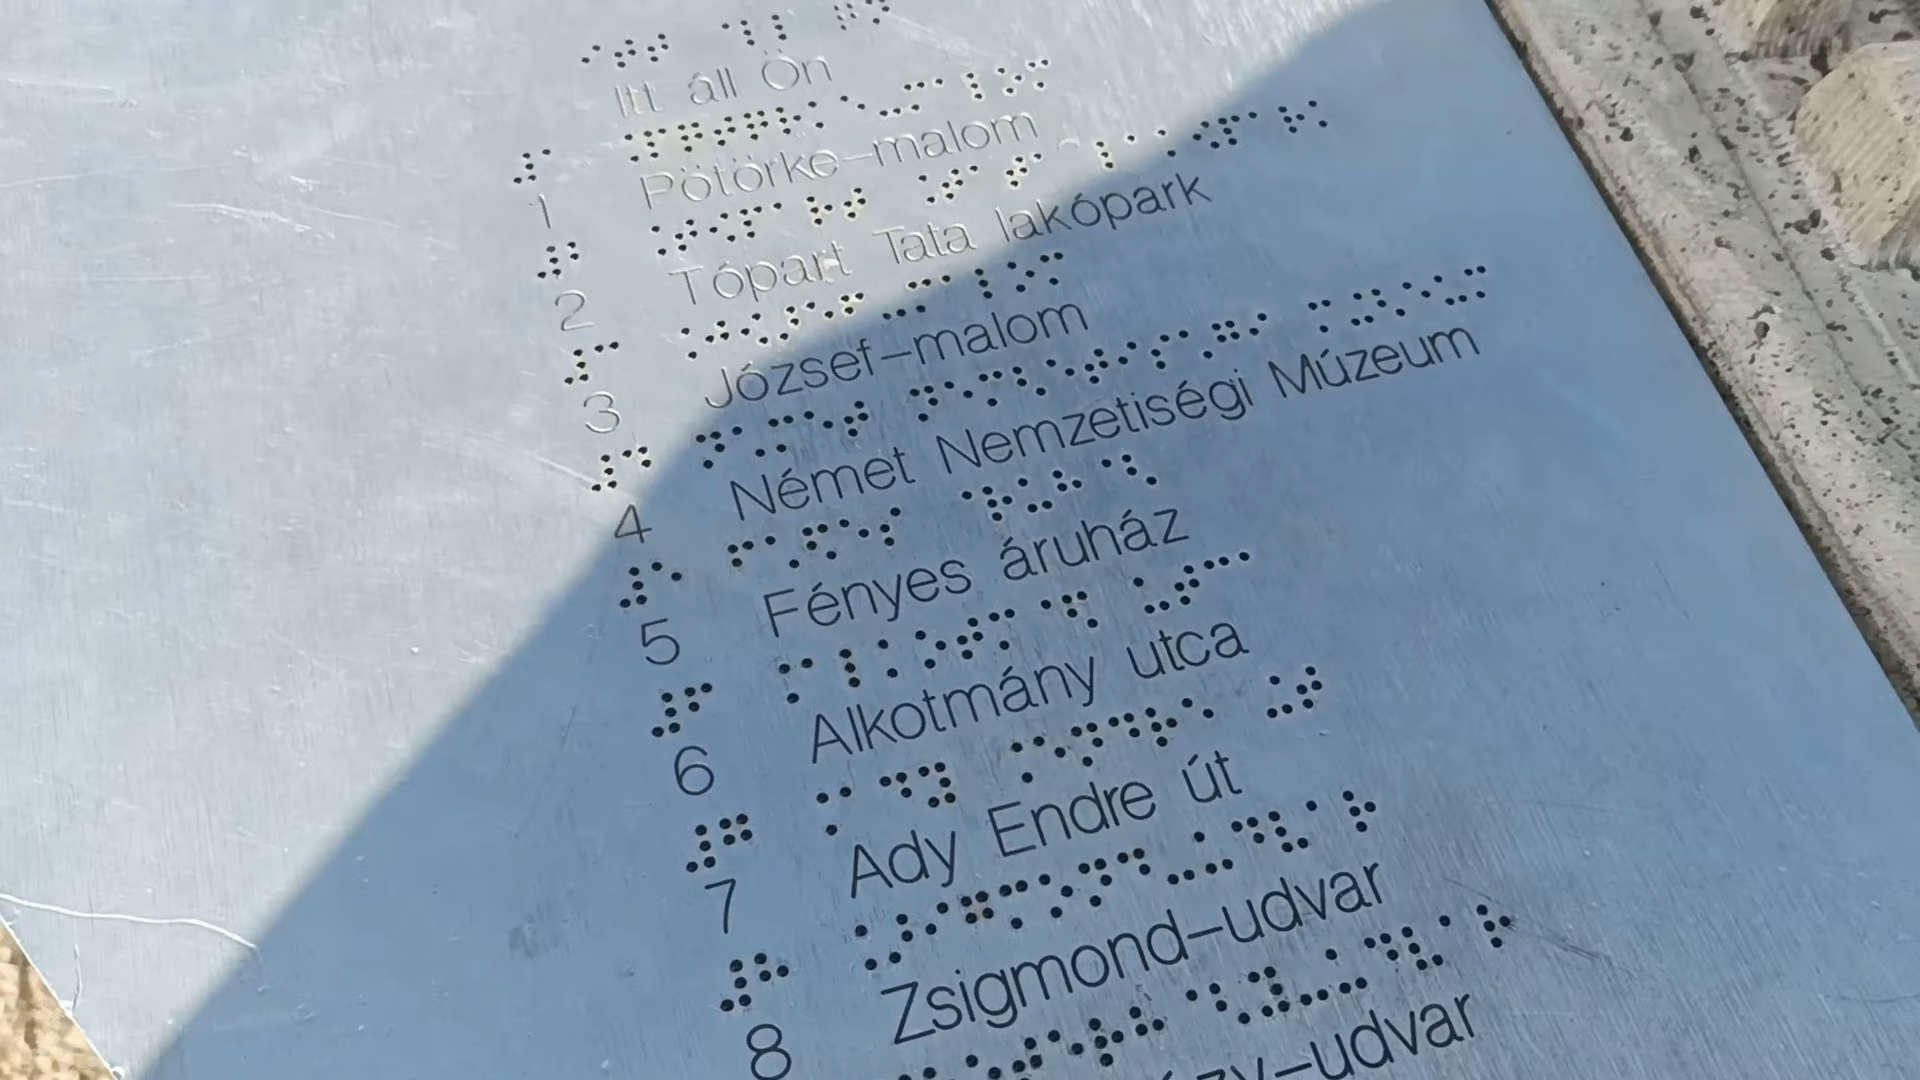 Itt áll Ön
1 Pötörke-malom
2 Tópart Tata lakópark
3 József-malom
4 Német Nemzetiségi Múzeum
5 Fényes áruház
6 Alkotmány utca
7 Ady Endre út
8 Zsigmond-udvar
-udvar